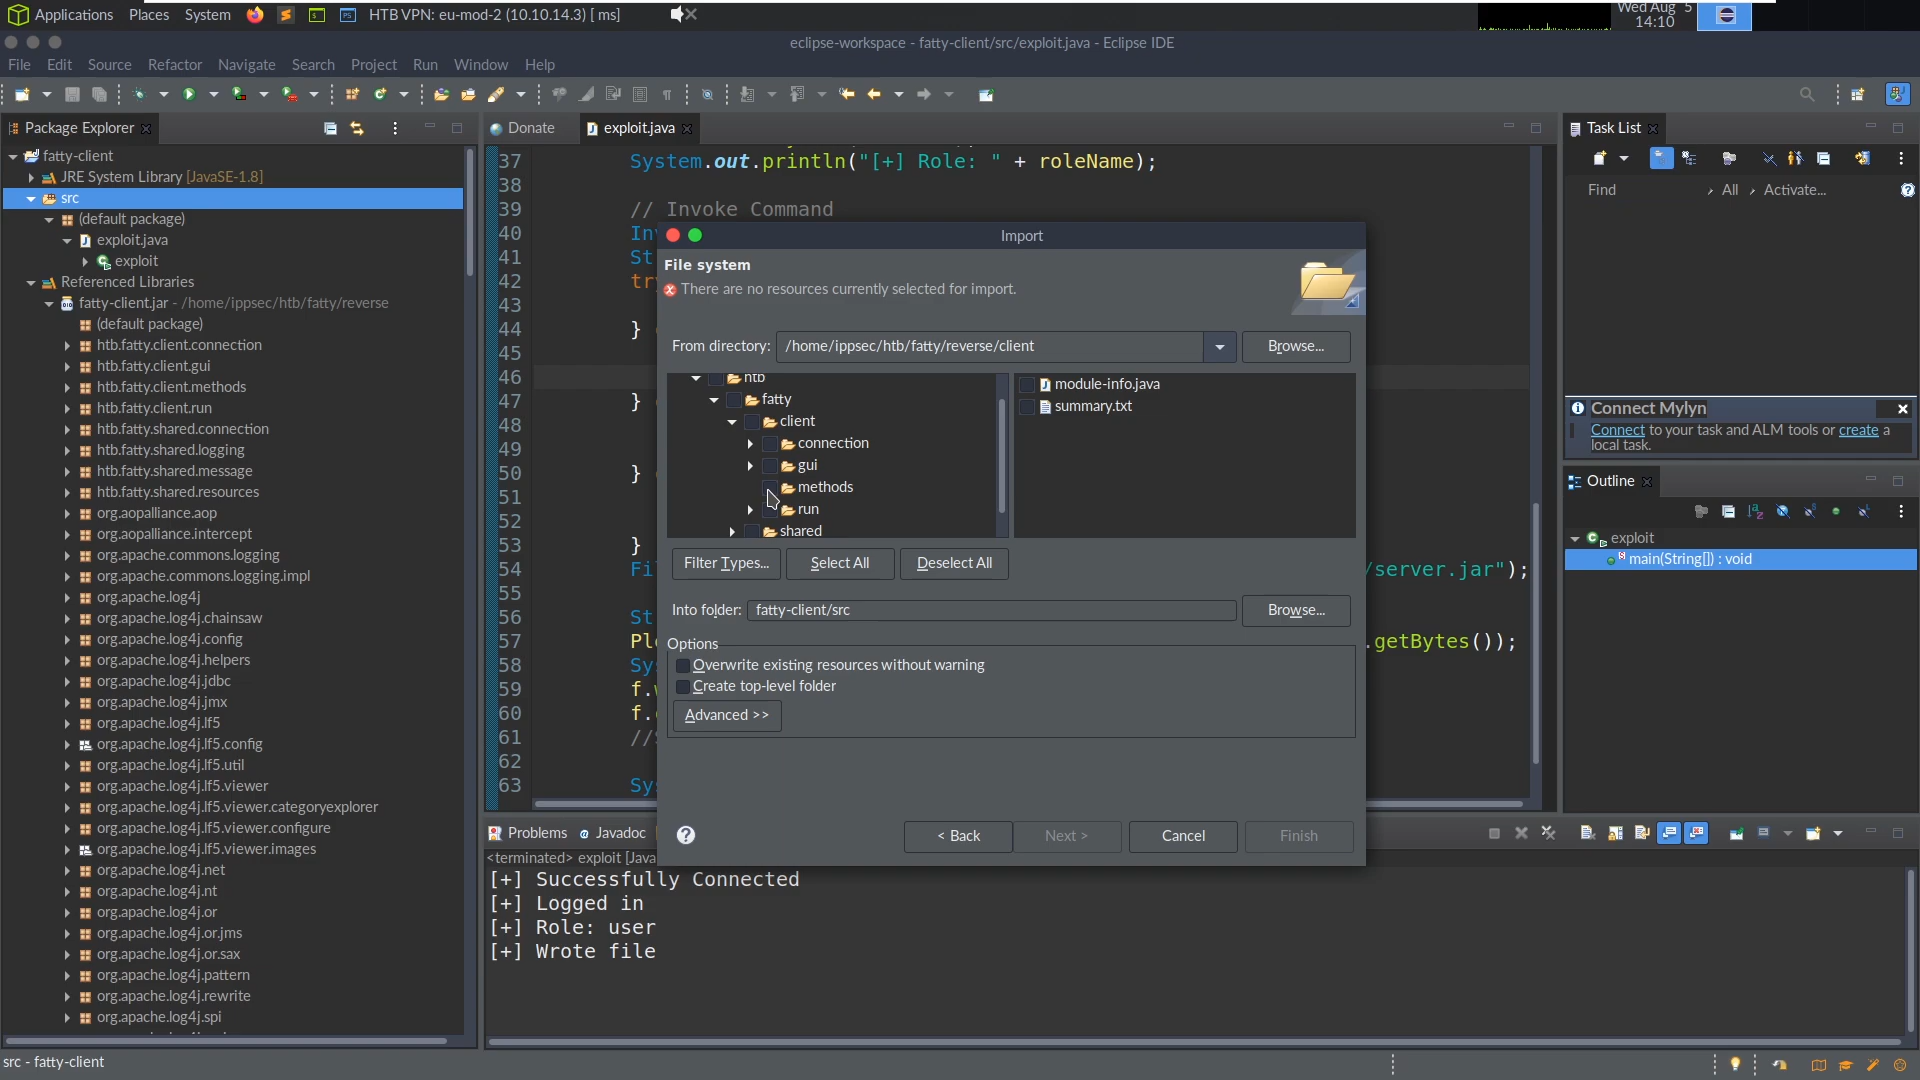 Applications Places System HTB VPN: eu-mod-2 (10.10.14.3) [ ms] Wed Aug 5
14:10
eclipse-workspace - fatty-client/src/exploit.java - Eclipse IDE
File Edit Source Refactor Navigate Search Project Run Window Help
Package Explorer
fatty-client
JRE System Library [JavaSE-1.8]
src
(default package)
exploit.java
exploit
Referenced Libraries
fatty-client.jar - /home/ippsec/htb/fatty/reverse
(default package)
htb.fatty.client.connection
htb.fatty.client.gui
htb.fatty.client.methods
htb.fatty.client.run
htb.fatty.shared.connection
htb.fatty.shared.logging
htb.fatty.shared.message
htb.fatty.shared.resources
org.aopalliance.aop
org.aopalliance.intercept
org.apache.commons.logging
org.apache.commons.logging.impl
org.apache.log4j
org.apache.log4j.chainsaw
org.apache.log4j.config
org.apache.log4j.helpers
org.apache.log4j.jdbc
org.apache.log4j.jmx
org.apache.log4j.lf5
org.apache.log4j.lf5.config
org.apache.log4j.lf5.util
org.apache.log4j.lf5.viewer
org.apache.log4j.lf5.viewer.categoryexplorer
org.apache.log4j.lf5.viewer.configure
org.apache.log4j.lf5.viewer.images
org.apache.log4j.net
org.apache.log4j.nt
org.apache.log4j.or
org.apache.log4j.or.jms
org.apache.log4j.or.sax
org.apache.log4j.pattern
org.apache.log4j.rewrite
org.apache.log4j.spi
src - fatty-client
Donate exploit.java
37 System.out.println("[+] Role: " + roleName);
38
39 // Invoke Command
40 In
41 St
42 tr
43
44 }
45
46
47 }
48
49
50 }
51
52
53 }
54 Fi /server.jar");
55
56 St
57 Pl .getBytes());
58 Sy
59 f.
60 f.
61 //
62
63 Sy
Import
File system
There are no resources currently selected for import.
From directory: /home/ippsec/htb/fatty/reverse/client Browse...
htb
fatty
client
connection
gui
methods
run
shared
module-info.java
summary.txt
Filter Types... Select All Deselect All
Into folder: fatty-client/src Browse...
Options
Overwrite existing resources without warning
Create top-level folder
Advanced >>
< Back Next > Cancel Finish
Problems Javadoc
<terminated> exploit [Java
[+] Successfully Connected
[+] Logged in
[+] Role: user
[+] Wrote file
Task List
Find All Activate...
Connect Mylyn
Connect to your task and ALM tools or create a
local task.
Outline
exploit
main(String[]) : void